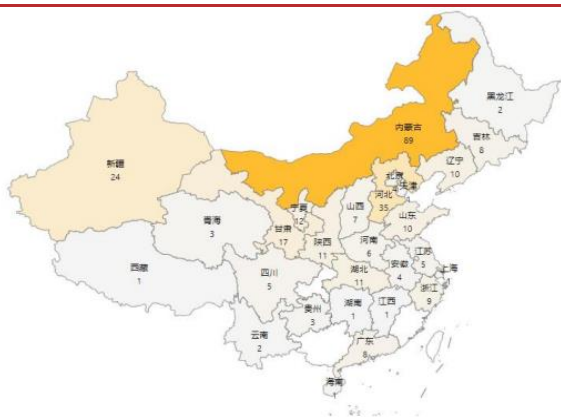 黑龙江
2
内蒙古
89
吉林
8
新疆
24
辽宁
10
北京
4
天津
河北
35
宁夏
12
山西
7
山东
10
青海
3
甘肃
17
陕西
11
河南
6
江苏
5
西藏
1
四川
5
湖北
11
安徽
4
上海
浙江
9
贵州
3
湖南
1
江西
1
云南
2
广东
8
海南